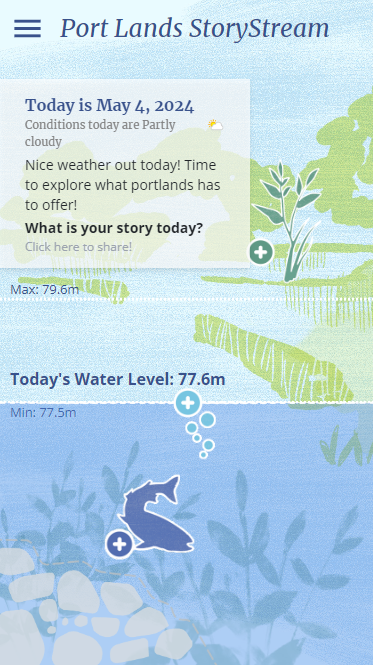 Port Lands StoryStream
Today is May 4, 2024
Conditions today are Partly
cloudy
Nice weather out today! Time
to explore what portlands has
to offer!
What is your story today?
Click here to share!
Max: 79.6m
Today's Water Level: 77.6m
Min: 77.5m